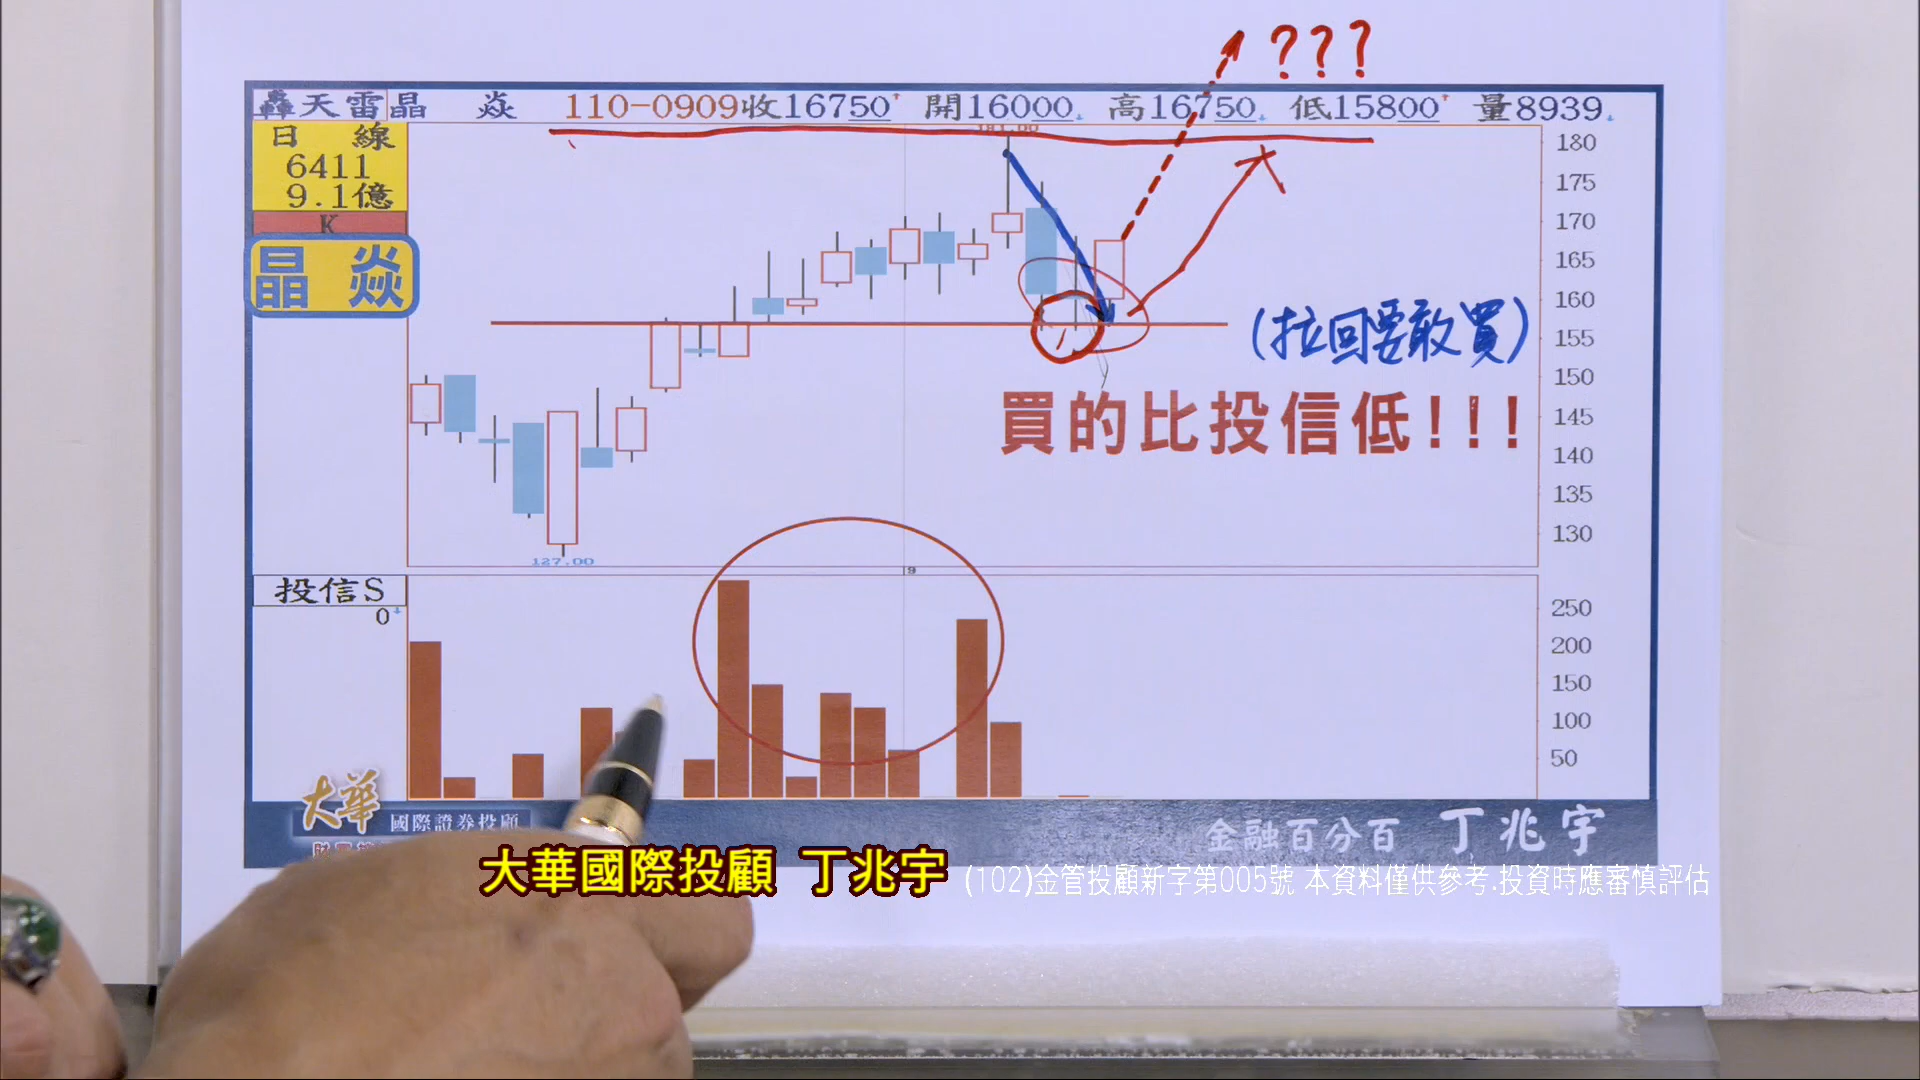 ???
轟天雷晶 焱 110-0909收16750 開16000 高16750 低15800 量8939
日 線
6411
9.1億
K
晶 焱
181.00
180
175
170
165
160
155
150
145
140
135
130
(拉回要敢買)
買的比投信低!!!
127.00
9
投信S
0
250
200
150
100
50
大華
國際證券投顧
金融百分百 丁兆宇
大華國際投顧 丁兆宇 (102)金管投顧新字第005號 本資料僅供參考.投資時應審慎評估